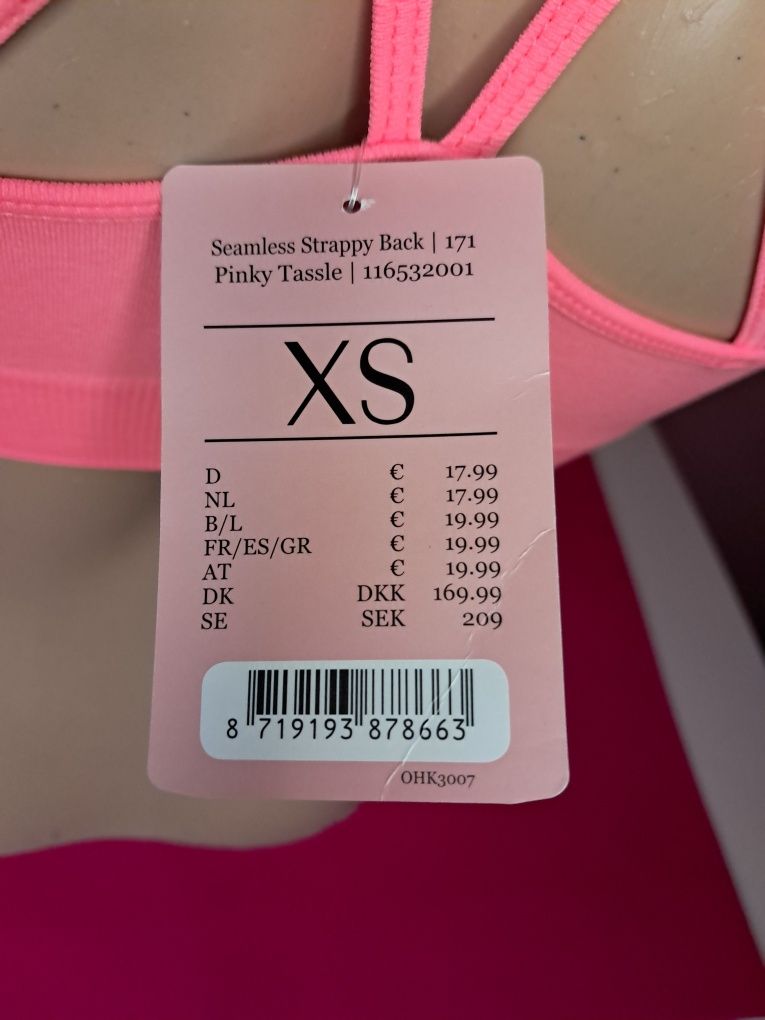 Seamless Strappy Back | 171
Pinky Tassle | 116532001
XS
D € 17.99
NL € 17.99
B/L € 19.99
FR/ES/GR € 19.99
AT € 19.99
DK DKK 169.99
SE SEK 209
8 719193 878663
OHK3007